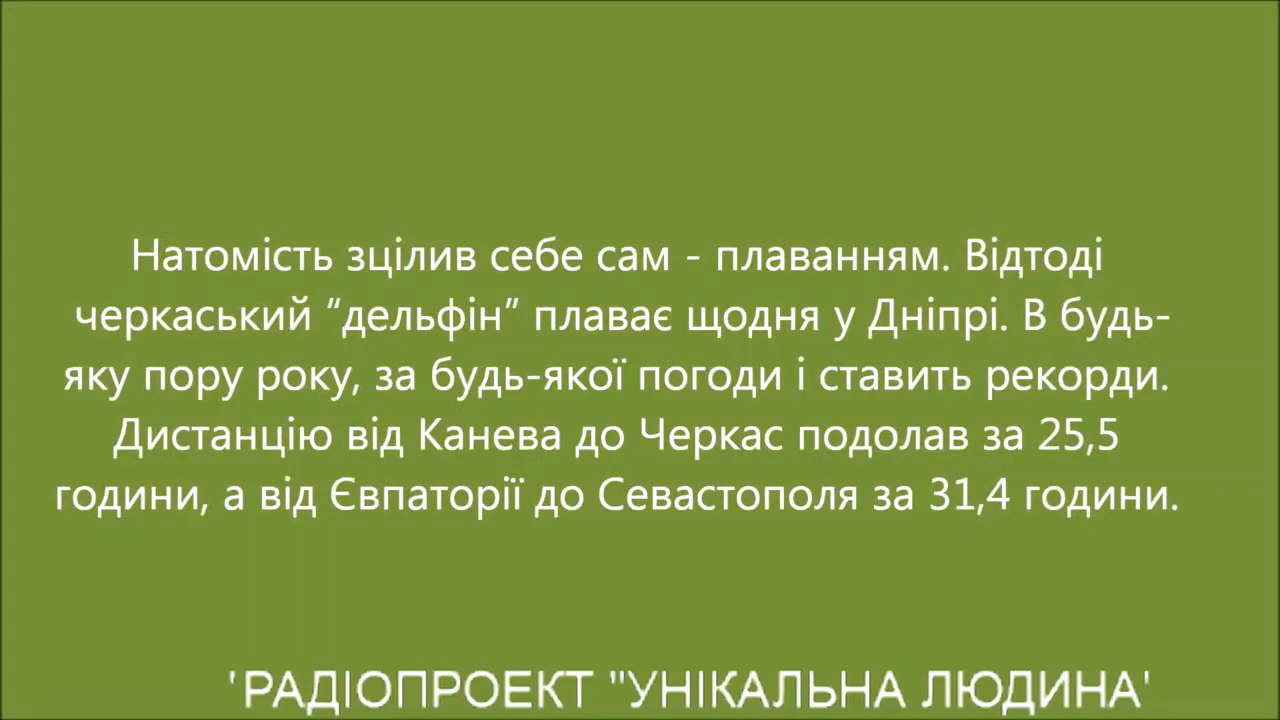 Натомість зцілив себе сам - плаванням. Відтоді
черкаський “дельфін” плаває щодня у Дніпрі. В будь-
яку пору року, за будь-якої погоди і ставить рекорди.
Дистанцію від Канева до Черкас подолав за 25,5
години, а від Євпаторії до Севастополя за 31,4 години.
'РАДІОПРОЕКТ "УНІКАЛЬНА ЛЮДИНА'